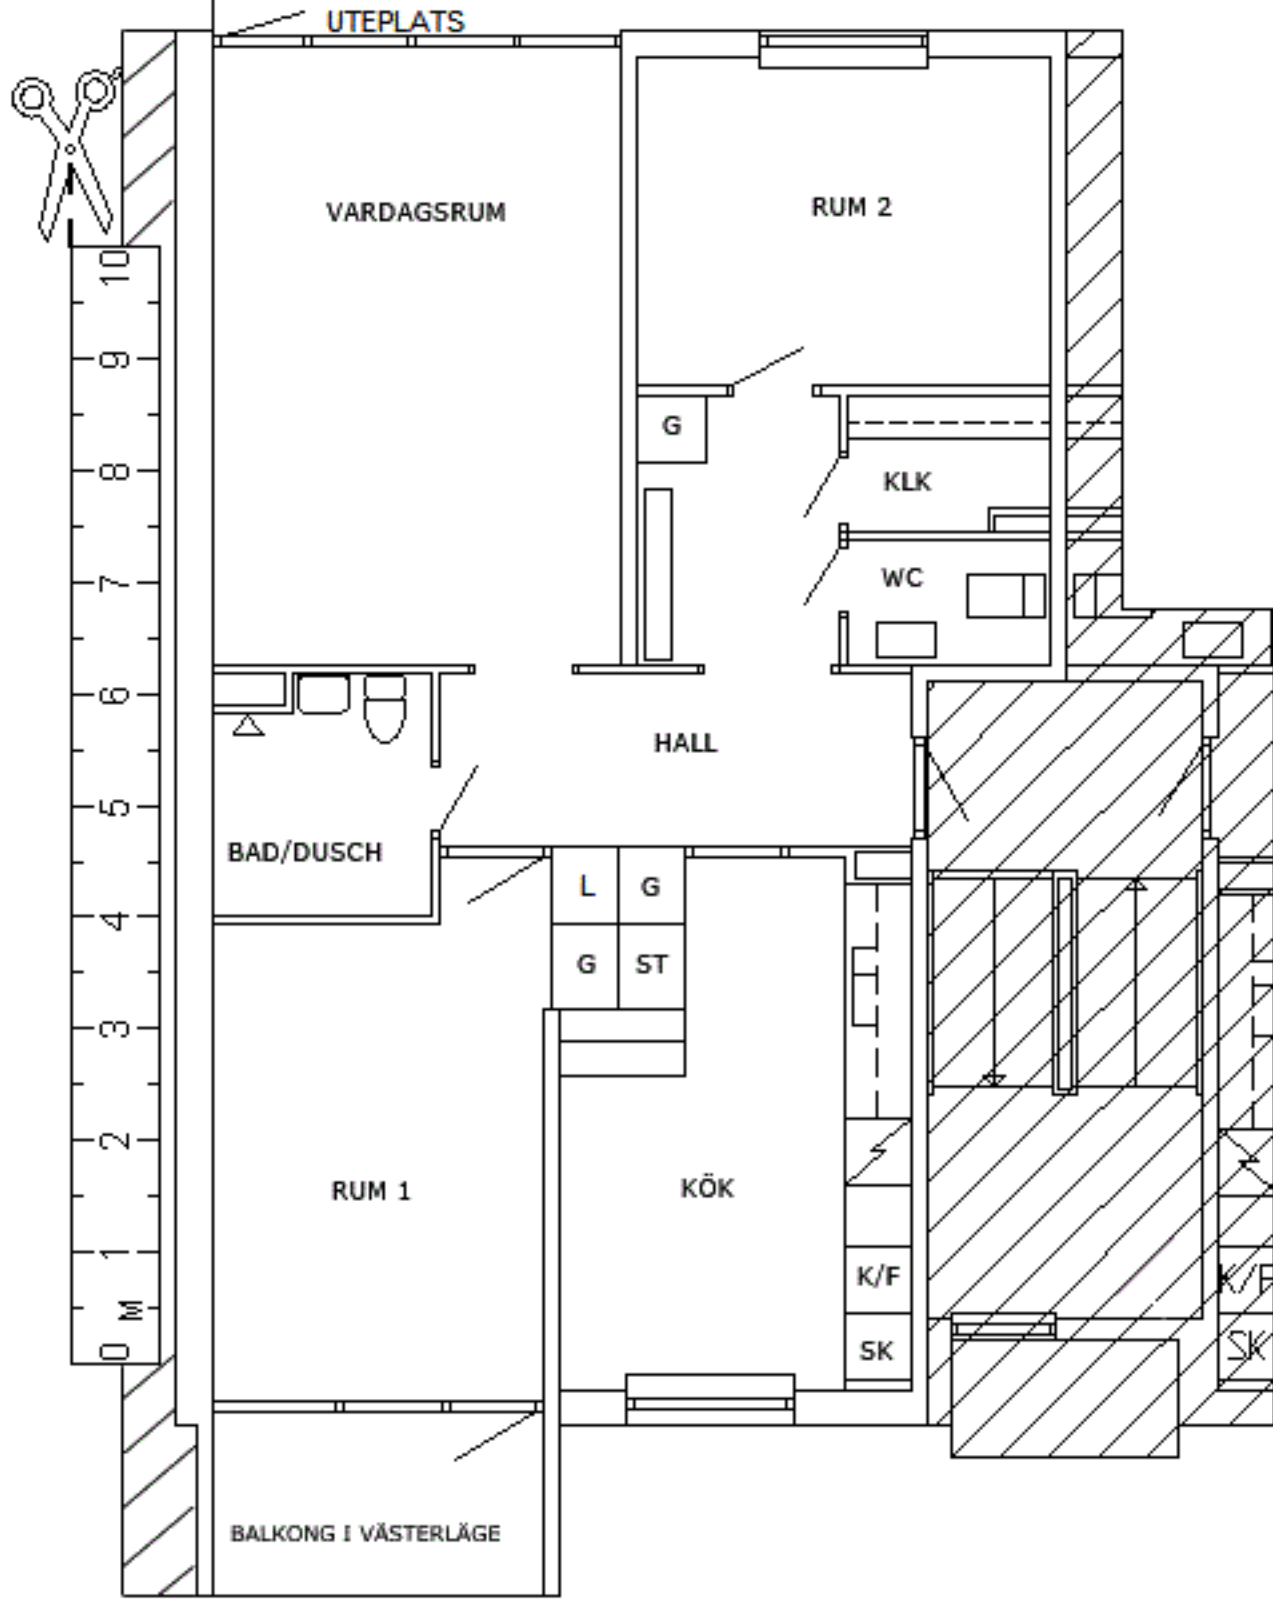 UTEPLATS
VARDAGSRUM
RUM 2
10
9
8
7
6
5
4
3
2
1
M
0
G
KLK
WC
HALL
BAD/DUSCH
L
G
G
ST
RUM 1
KÖK
K/F
SK
K/F
SK
BALKONG I VÄSTERLÄGE